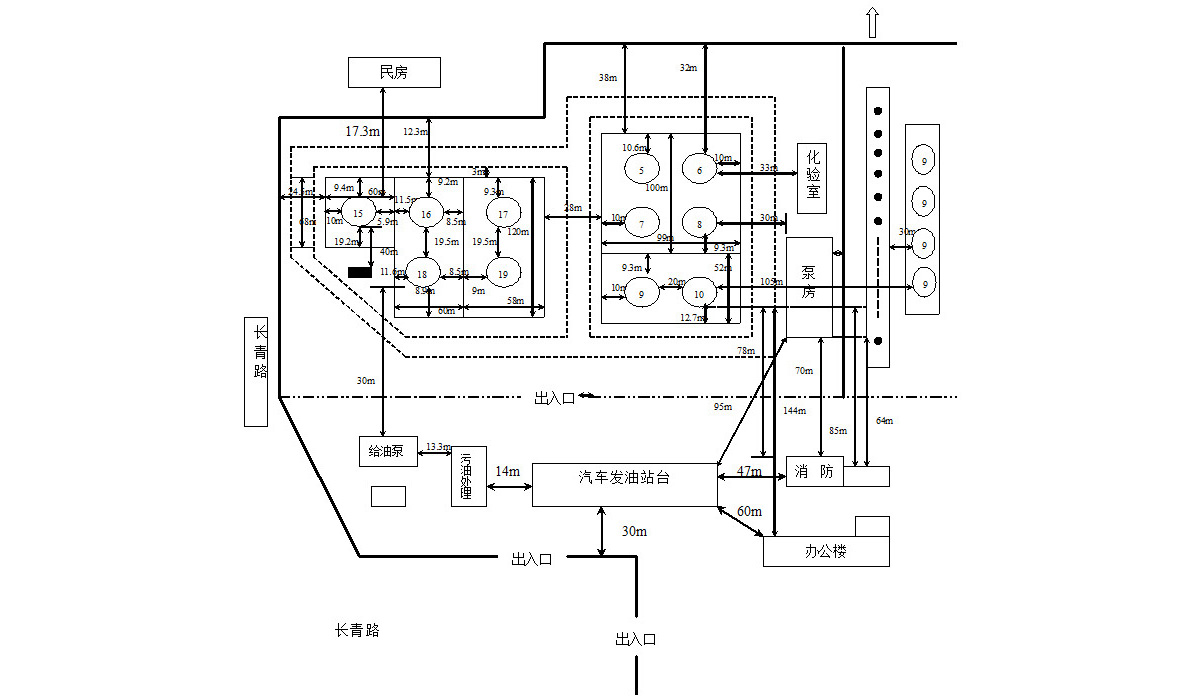 38m
32m
民房
17.3m
12.3m
10.6m
10m
化验室
33m
5
6
100m
3m
9.4m
60m
9.2m
9.3m
11.5m
24.5m
68m
15
16
17
10m
5.9m
8.5m
120m
28m
10m
7
8
30m
99m
9.3m
19.2m
19.5m
19.5m
40m
11.6m
18
8.5m
19
9m
58m
60m
9.3m
20m
52m
10m
9
10
105m
12.7m
泵房
30m
9
9
9
9
长青路
30m
78m
70m
出入口
95m
144m
85m
64m
给油泵
13.3m
污油处理
14m
汽车发油站台
47m
消 防
60m
30m
办公楼
出入口
长青路
出入口